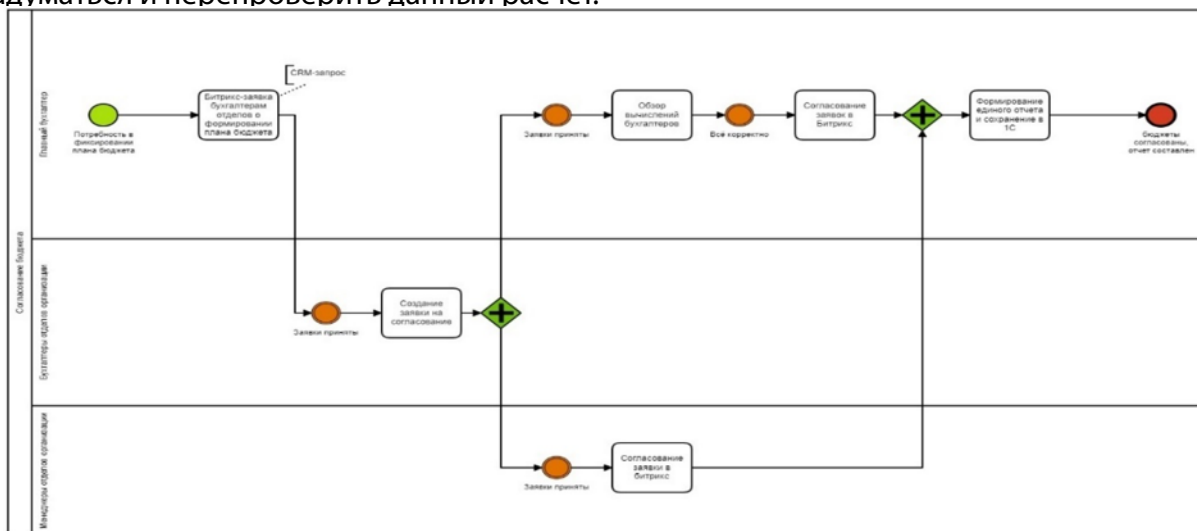 адуматься и перепроверить данный расчет.
CRM-запрос
Битрикс-заявка
бухгалтерам
отделов о
формировании
плана бюджета
Потребность в
фиксировании
плана бюджета
Заявки приняты
Обзор
вычислений
бухгалтеров
Всё корректно
Согласование
заявок в
Битрикс
Формирование
единого отчета
и сохранение в
1С
бюджеты
согласованы,
отчет составлен
Главный бухгалтер
Согласование бюджета
Бухгалтеры отделов организации
Заявки приняты
Создание
заявки на
согласование
Менеджеры отделов организации
Заявки приняты
Согласование
заявки в
битрикс